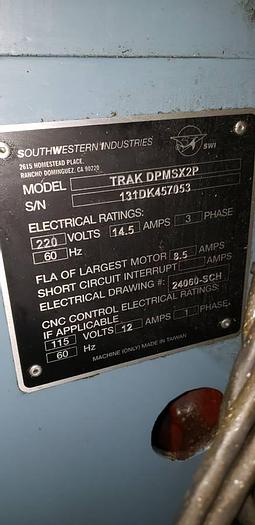 SOUTHWESTERN INDUSTRIES
SWI
2615 HOMESTEAD PLACE,
RANCHO DOMINGUEZ, CA 90220
MODEL TRAK DPMSX2P
S/N 131DK457053
ELECTRICAL RATINGS:
220 VOLTS 14.5 AMPS 3 PHASE
60 Hz
FLA OF LARGEST MOTOR 8.5 AMPS
SHORT CIRCUIT INTERRUPT AMPS
ELECTRICAL DRAWING #: 24060-SCH
CNC CONTROL ELECTRICAL RATINGS:
IF APPLICABLE
115 VOLTS 12 AMPS 1 PHASE
60 Hz
MACHINE (ONLY) MADE IN TAIWAN